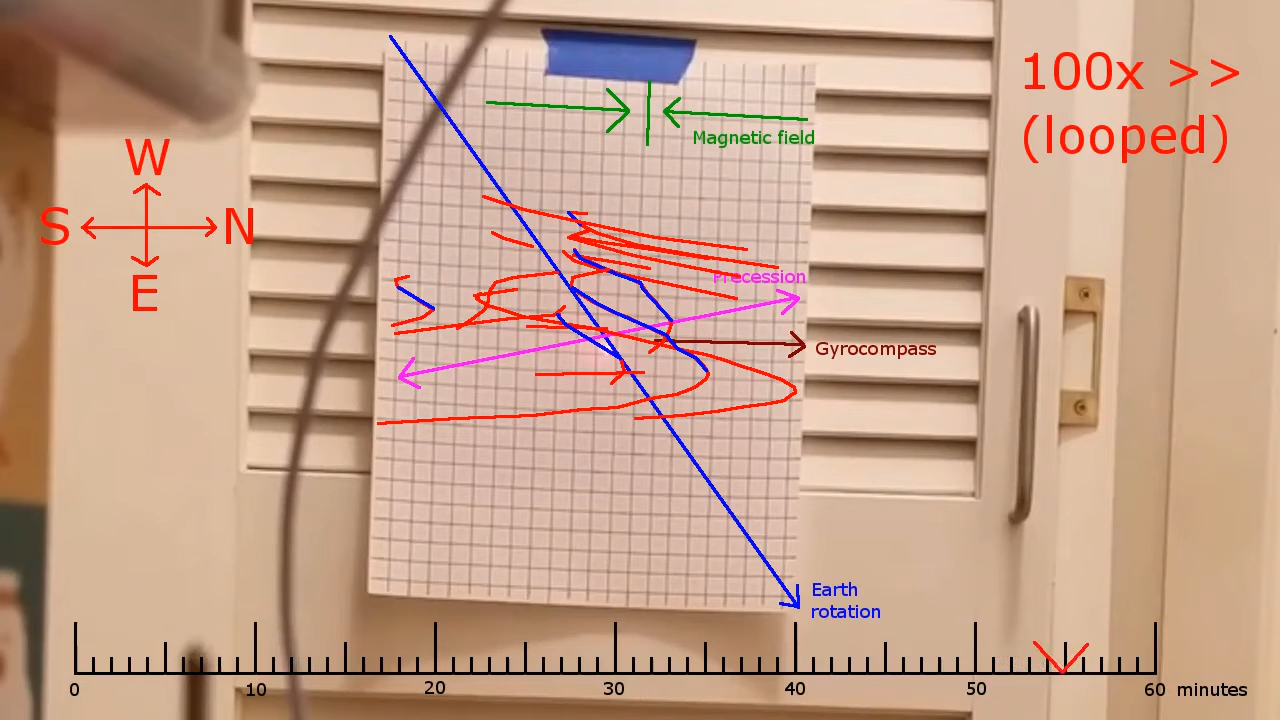 100x >>
(looped)
Magnetic field
W
S N
E
Precession
Gyrocompass
Earth
rotation
0 10 20 30 40 50 60 minutes